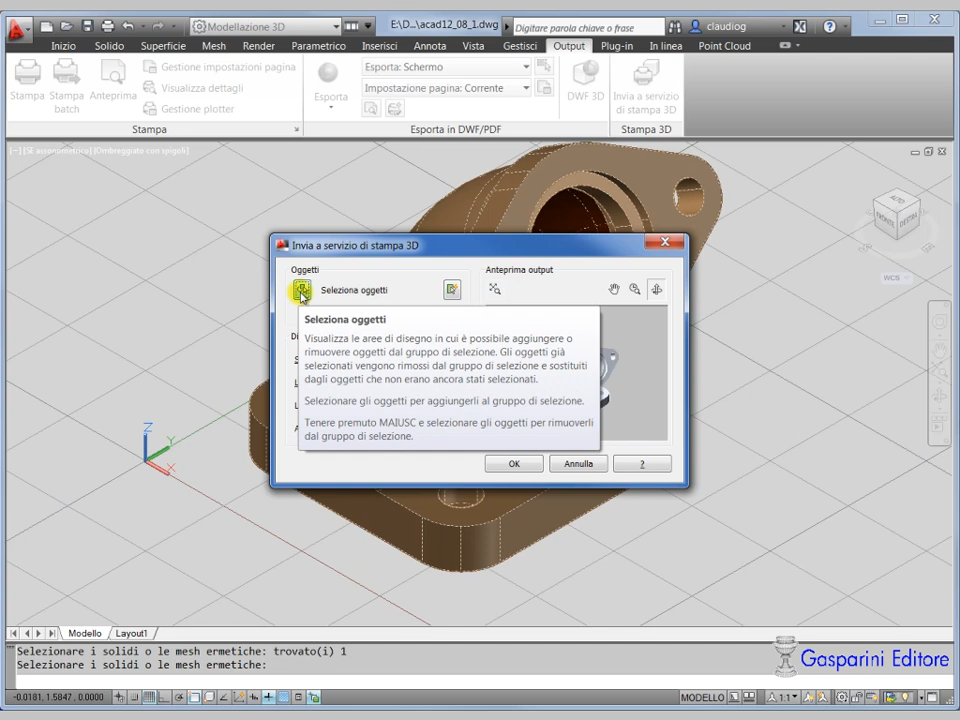 Modellazione 3D
E:\D...\acad12_08_1.dwg
Digitare parola chiave o frase
claudiog
Inizio Solido Superficie Mesh Render Parametrico Inserisci Annota Vista Gestisci Output Plug-in In linea Point Cloud
Stampa
Stampa batch
Anteprima
Gestione impostazioni pagina
Visualizza dettagli
Gestione plotter
Esporta
Esporta: Schermo
Impostazione pagina: Corrente
DWF 3D
Invia a servizio di stampa 3D
Stampa
Esporta in DWF/PDF
Stampa 3D
[–] [SE assonometrico] [Ombreggiato con spigoli]
ALTO
FRONTE
DESTRA
WCS
Invia a servizio di stampa 3D
Oggetti
Anteprima output
Seleziona oggetti
Seleziona oggetti
Visualizza le aree di disegno in cui è possibile aggiungere o
rimuovere oggetti dal gruppo di selezione. Gli oggetti già
selezionati vengono rimossi dal gruppo di selezione e sostituiti
dagli oggetti che non erano ancora stati selezionati.
Selezionare gli oggetti per aggiungerli al gruppo di selezione.
Tenere premuto MAIUSC e selezionare gli oggetti per rimuoverli
dal gruppo di selezione.
OK
Annulla
?
Z
Y
X
Modello
Layout1
Selezionare i solidi o le mesh ermetiche: trovato(i) 1
Selezionare i solidi o le mesh ermetiche:
Gasparini Editore
-0.0181, 1.5847, 0.0000
MODELLO
1:1